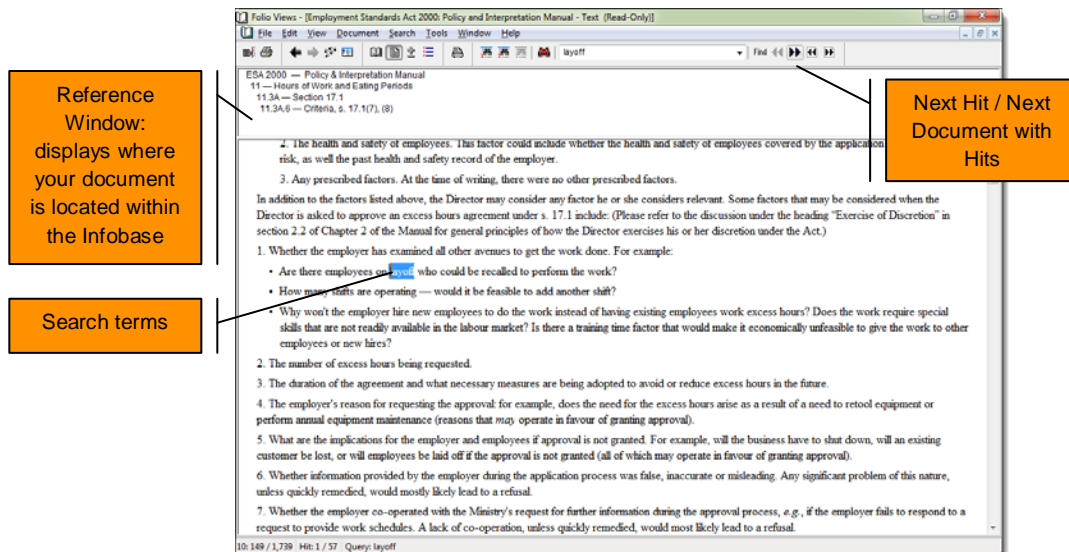 Folio Views - [Employment Standards Act 2000: Policy and Interpretation Manual - Text (Read-Only)]
File Edit View Document Search Tools Window Help
layoff Find
ESA 2000 — Policy & Interpretation Manual
11 — Hours of Work and Eating Periods
11.3A — Section 17.1
11.3A.6 — Criteria, s. 17.1(7), (8)
Reference
Window:
displays where
your document
is located within
the Infobase
Next Hit / Next
Document with
Hits
Search terms
2. The health and safety of employees. This factor could include whether the health and safety of employees covered by the application
risk, as well the past health and safety record of the employer.
3. Any prescribed factors. At the time of writing, there were no other prescribed factors.
In addition to the factors listed above, the Director may consider any factor he or she considers relevant. Some factors that may be considered when the
Director is asked to approve an excess hours agreement under s. 17.1 include: (Please refer to the discussion under the heading “Exercise of Discretion” in
section 2.2 of Chapter 2 of the Manual for general principles of how the Director exercises his or her discretion under the Act.)
1. Whether the employer has examined all other avenues to get the work done. For example:
• Are there employees on layoff who could be recalled to perform the work?
• How many shifts are operating — would it be feasible to add another shift?
• Why won't the employer hire new employees to do the work instead of having existing employees work excess hours? Does the work require special
skills that are not readily available in the labour market? Is there a training time factor that would make it economically unfeasible to give the work to other
employees or new hires?
2. The number of excess hours being requested.
3. The duration of the agreement and what necessary measures are being adopted to avoid or reduce excess hours in the future.
4. The employer's reason for requesting the approval: for example, does the need for the excess hours arise as a result of a need to retool equipment or
perform annual equipment maintenance (reasons that may operate in favour of granting approval).
5. What are the implications for the employer and employees if approval is not granted. For example, will the business have to shut down, will an existing
customer be lost, or will employees be laid off if the approval is not granted (all of which may operate in favour of granting approval).
6. Whether information provided by the employer during the application process was false, inaccurate or misleading. Any significant problem of this nature,
unless quickly remedied, would mostly likely lead to a refusal.
7. Whether the employer co-operated with the Ministry's request for further information during the approval process, e.g., if the employer fails to respond to a
request to provide work schedules. A lack of co-operation, unless quickly remedied, would most likely lead to a refusal.
10: 149 / 1,739 Hit: 1 / 57 Query: layoff